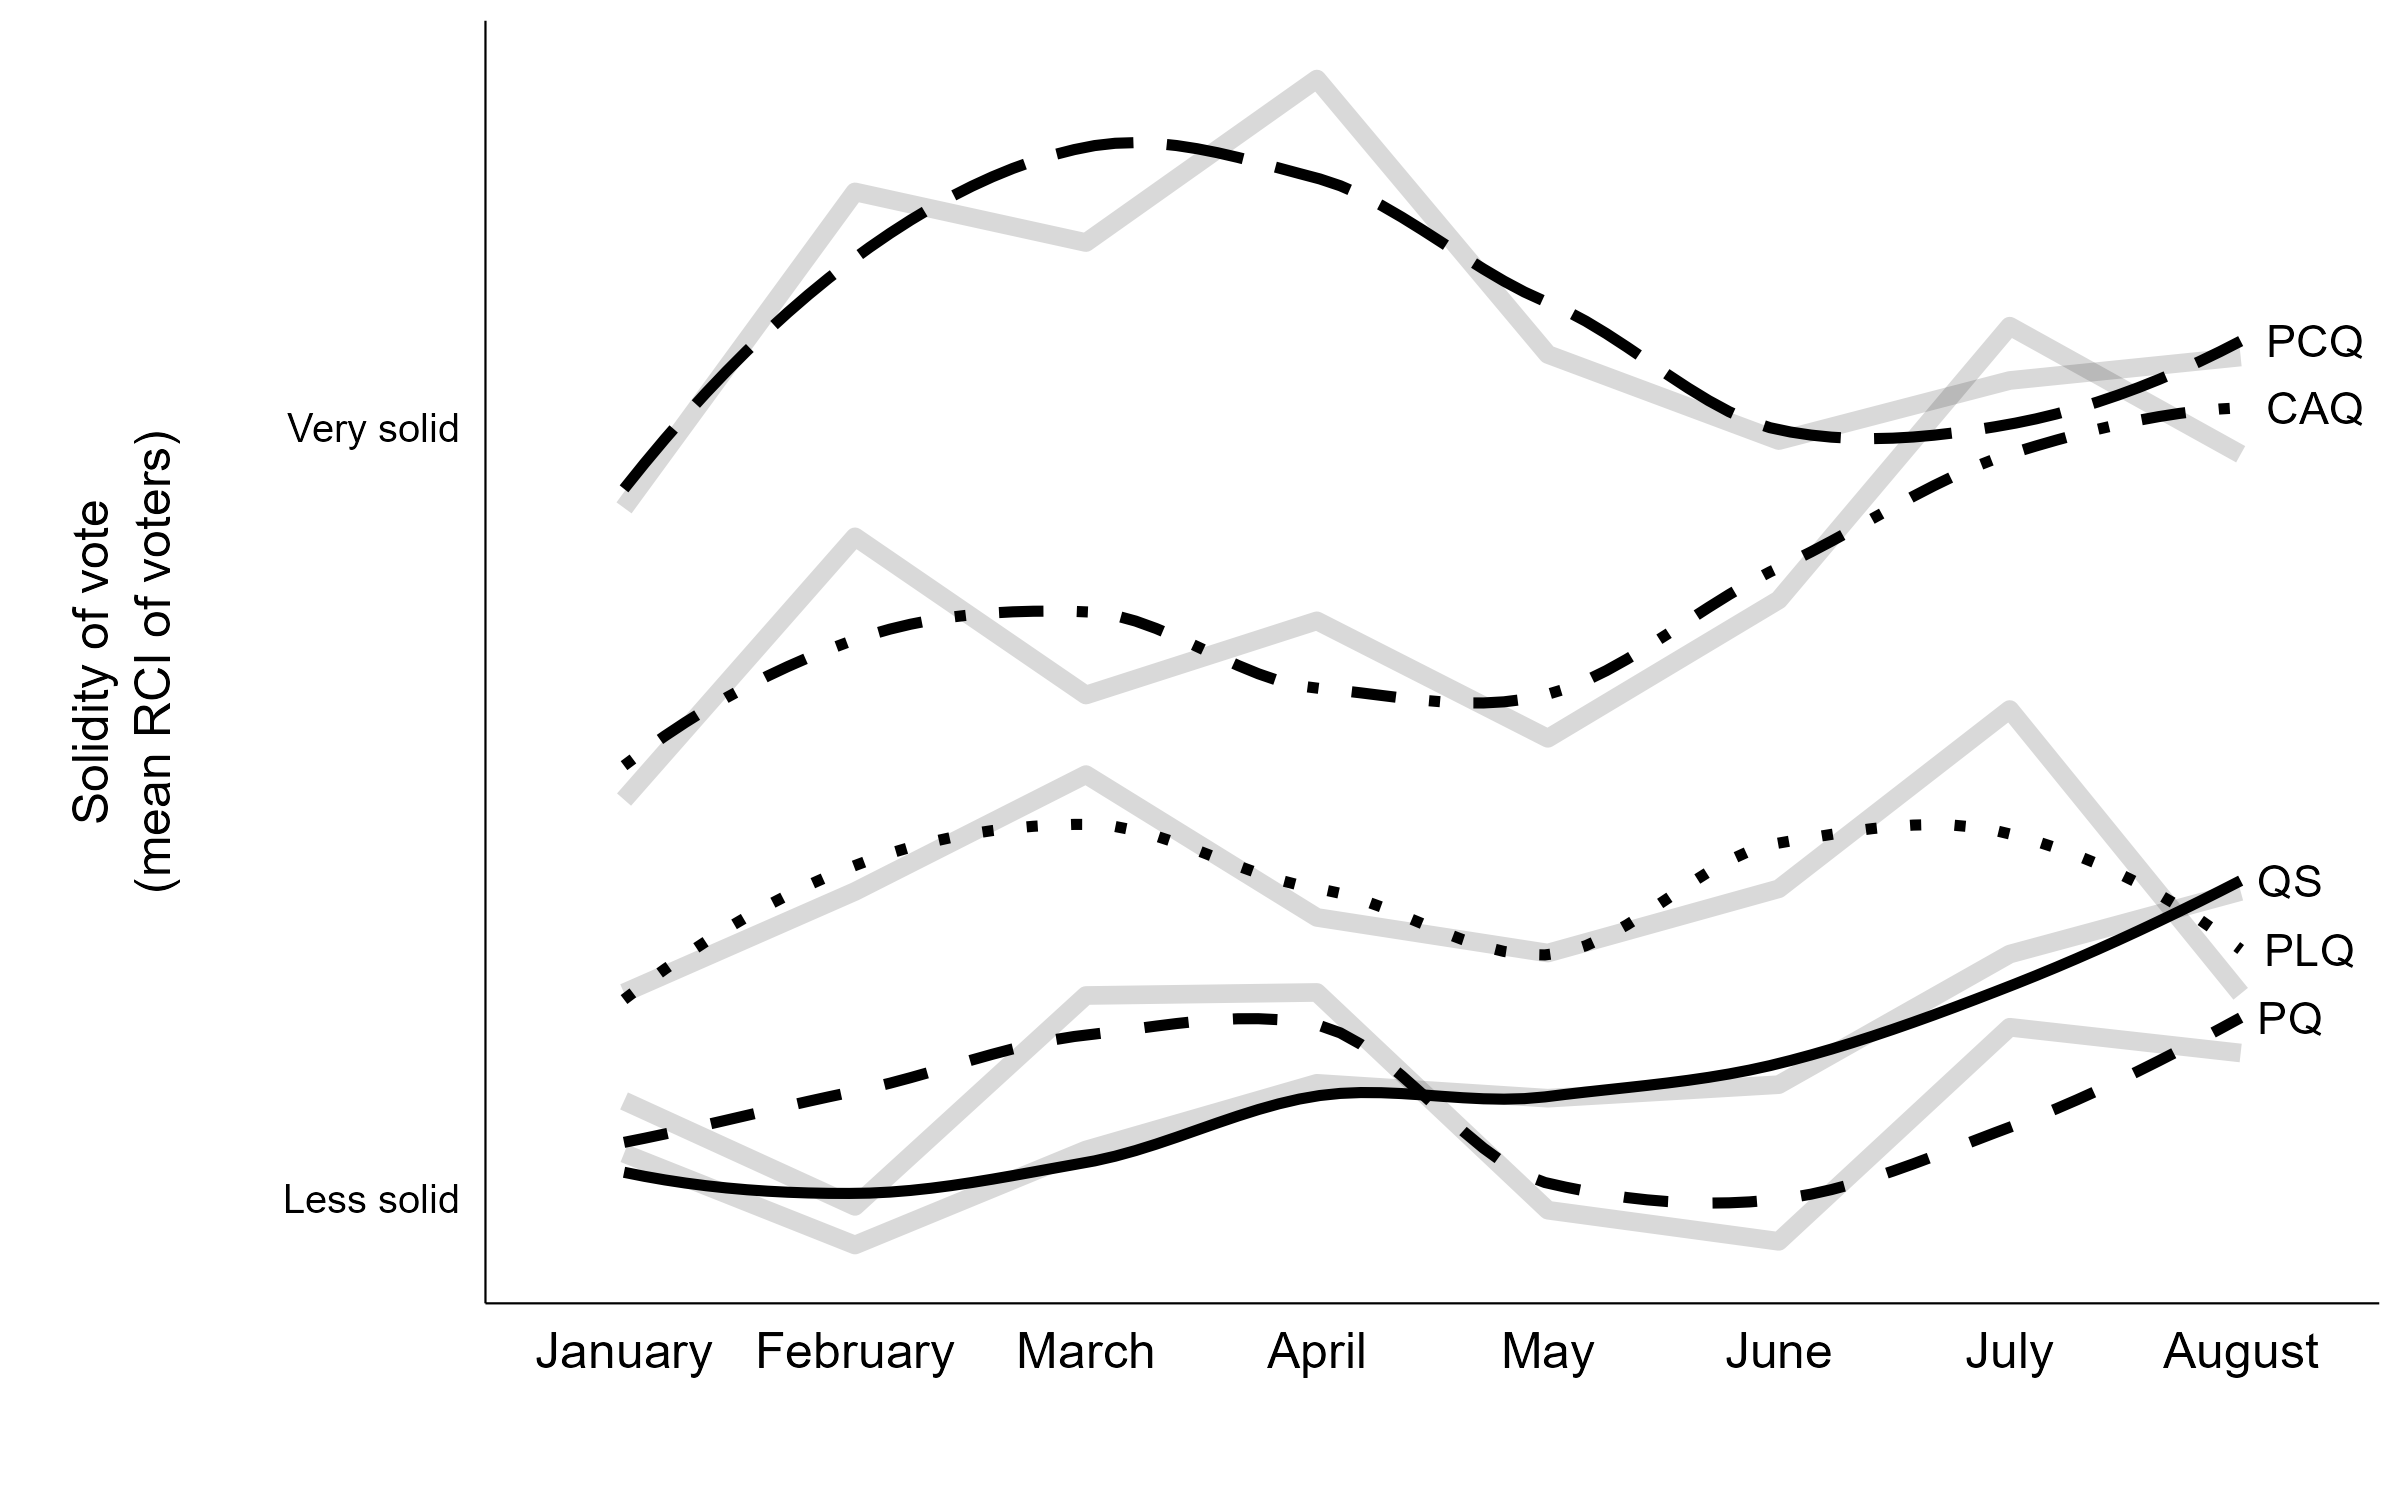 Solidity of vote
(mean RCI of voters)
Very solid
Less solid
PCQ
CAQ
QS
PLQ
PQ
January February March April May June July August